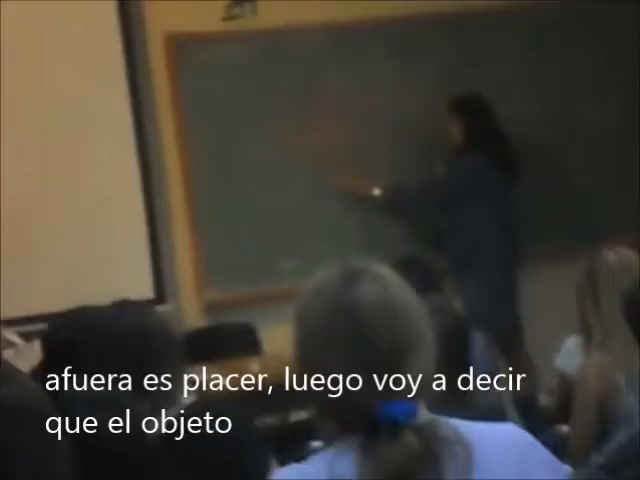 afuera es placer, luego voy a decir
que el objeto